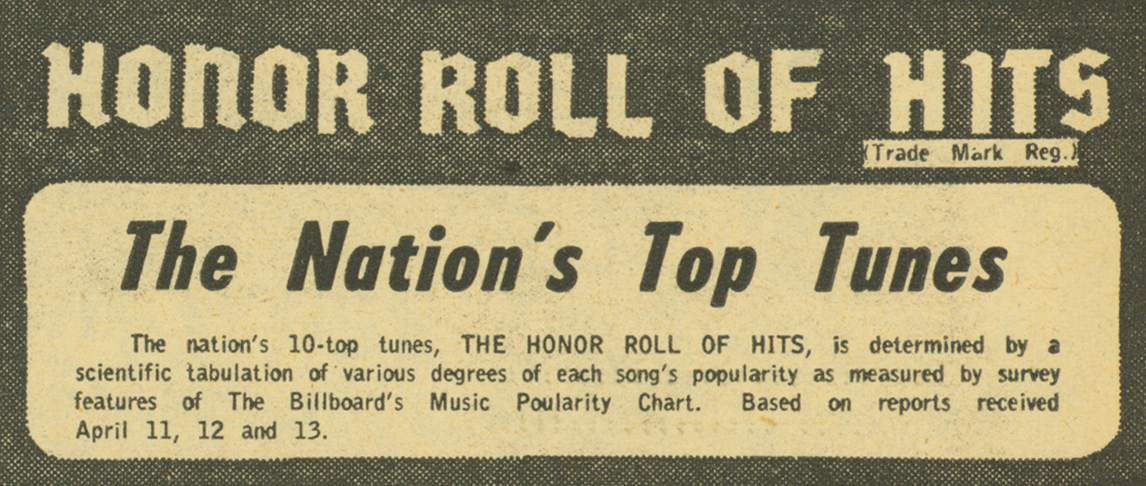 HONOR ROLL OF HITS
(Trade Mark Reg.)
The Nation's Top Tunes
The nation's 10-top tunes, THE HONOR ROLL OF HITS, is determined by a
scientific tabulation of various degrees of each song's popularity as measured by survey
features of The Billboard's Music Poularity Chart. Based on reports received
April 11, 12 and 13.